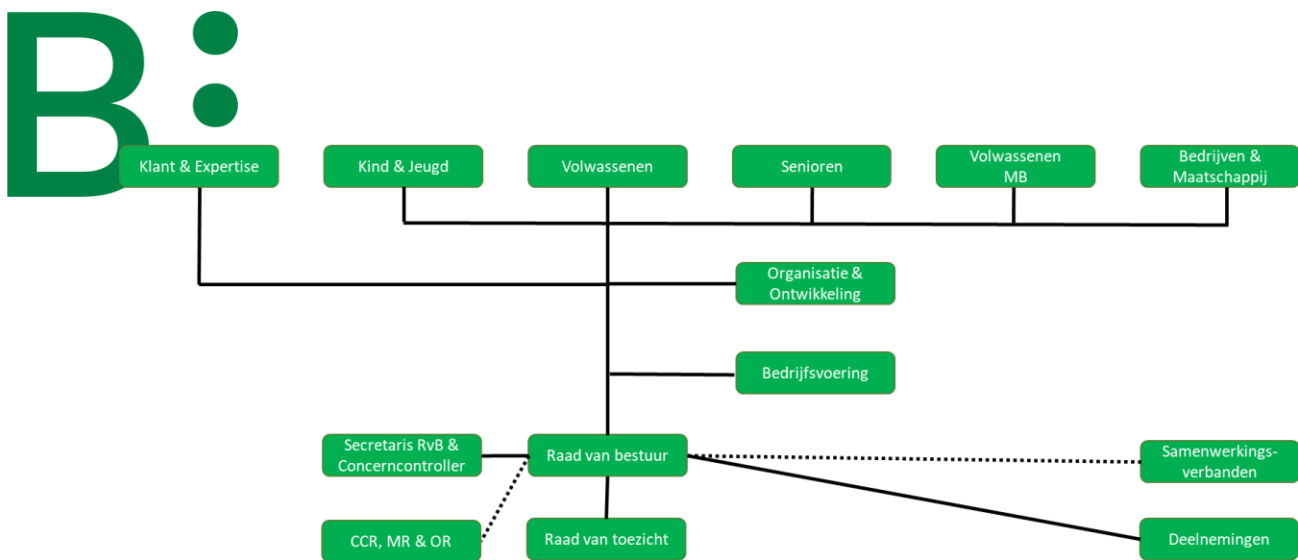 B:
Klant & Expertise
Kind & Jeugd
Volwassenen
Senioren
Volwassenen
MB
Bedrijven &
Maatschappij
Organisatie &
Ontwikkeling
Bedrijfsvoering
Secretaris RvB &
Concerncontroller
Raad van bestuur
Samenwerkings-
verbanden
CCR, MR & OR
Raad van toezicht
Deelnemingen